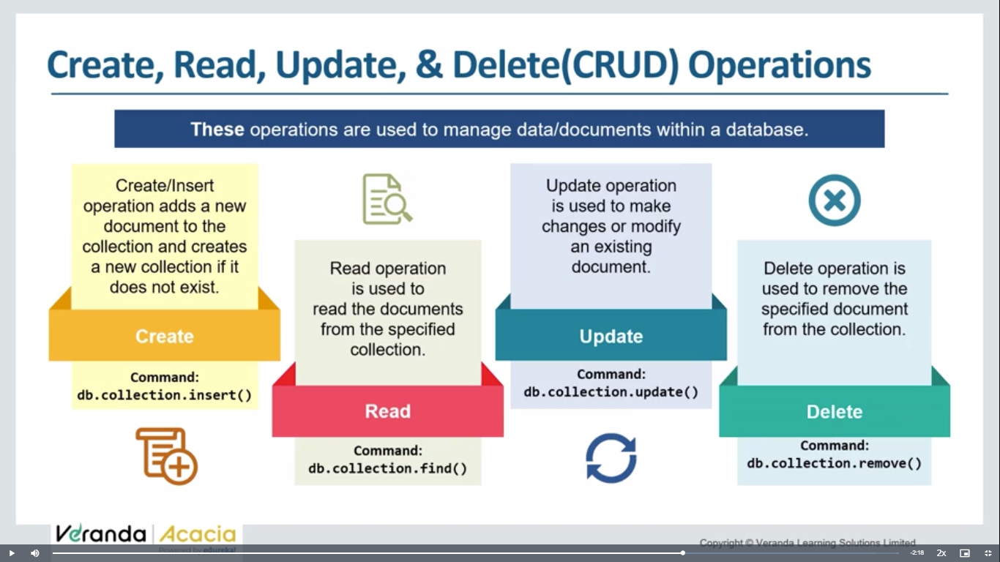 Create, Read, Update, & Delete(CRUD) Operations
These operations are used to manage data/documents within a database.
Create/Insert
operation adds a new
document to the
collection and creates
a new collection if it
does not exist.
Create
Command:
db.collection.insert()
Read operation
is used to
read the documents
from the specified
collection.
Read
Command:
db.collection.find()
Update operation
is used to make
changes or modify
an existing
document.
Update
Command:
db.collection.update()
Delete operation is
used to remove the
specified document
from the collection.
Delete
Command:
db.collection.remove()
Veranda | Acacia
Powered by edureka!
Copyright © Veranda Learning Solutions Limited
-2:18
2x